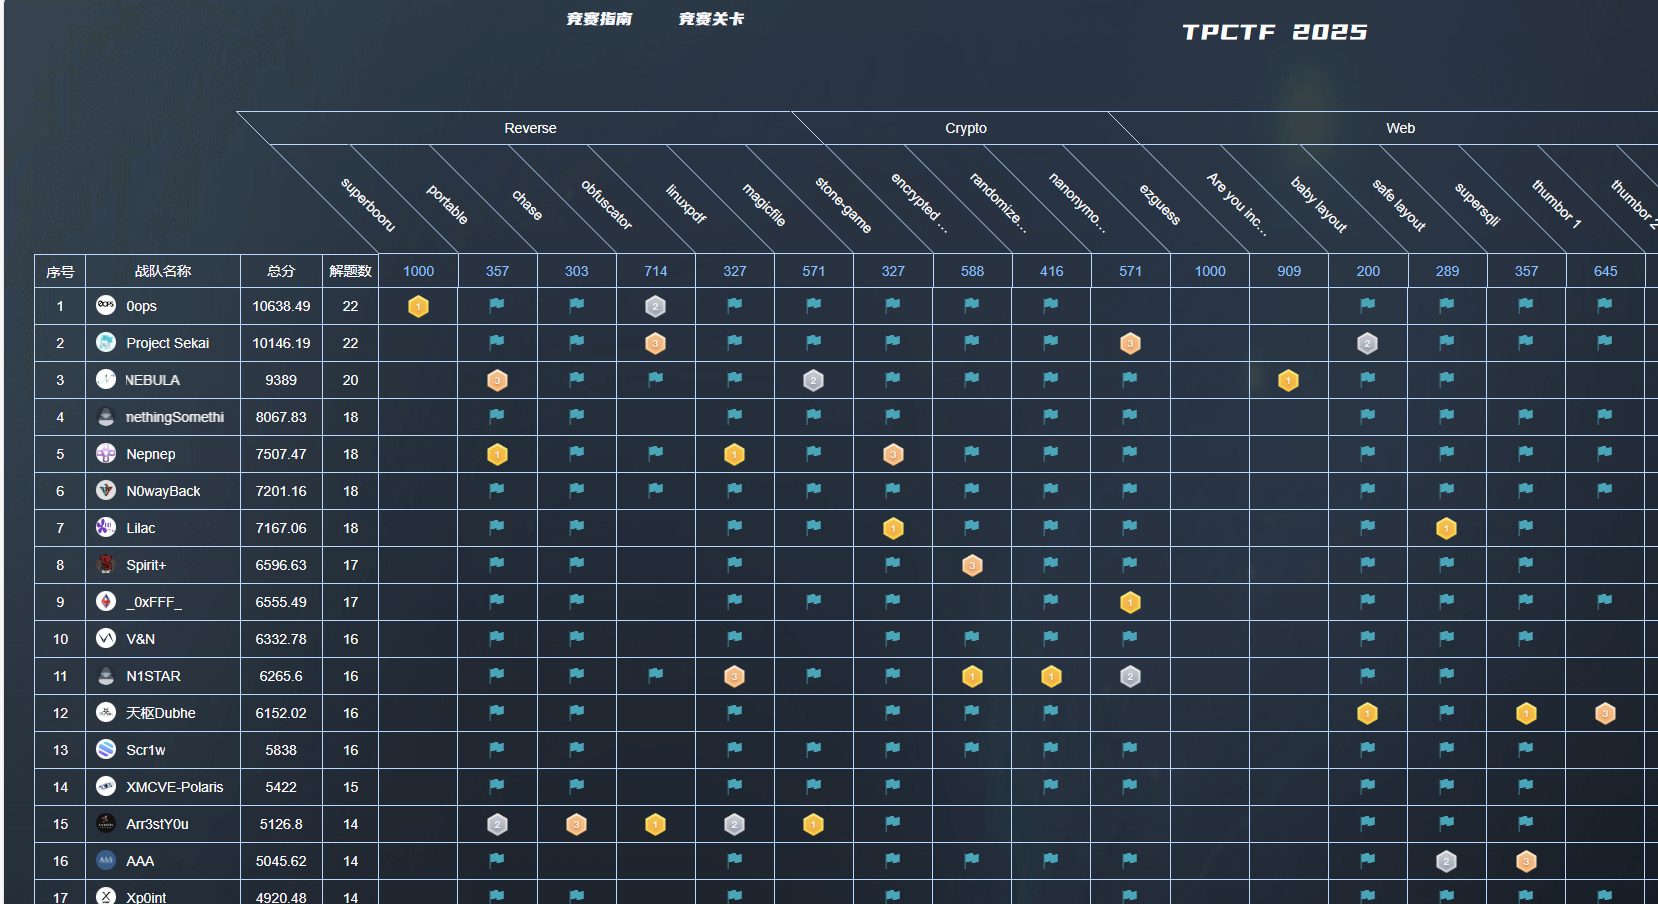 竞赛指南 竞赛关卡
TPCTF 2025
Reverse Crypto Web
superbooru portable chase obfuscator linuxpdf magicfile stone-game encrypted ... randomize... nanonymo... ezguess Are you inc... baby layout safe layout supersqli thumbor 1 thumbor 2
序号 战队名称 总分 解题数 1000 357 303 714 327 571 327 588 416 571 1000 909 200 289 357 645
1 0ops 0ops 10638.49 22 1 2
2 Project Sekai 10146.19 22 3 3 2
3 NEBULA 9389 20 3 2 1
4 methingSomethi 8067.83 18
5 Nepnep 7507.47 18 1 1 3
6 N0wayBack 7201.16 18
7 Lilac 7167.06 18 1 1
8 Spirit+ 6596.63 17 3
9 _0xFFF_ 6555.49 17 1
10 V&N 6332.78 16
11 N1STAR 6265.6 16 3 1 1 2
12 天枢Dubhe 6152.02 16 1 1 3
13 Scr1w 5838 16
14 XMCVE-Polaris 5422 15
15 Arr3stY0u 5126.8 14 2 3 1 2 1
16 AAA AAA 5045.62 14 2 3
17 Xp0int 4920.48 14